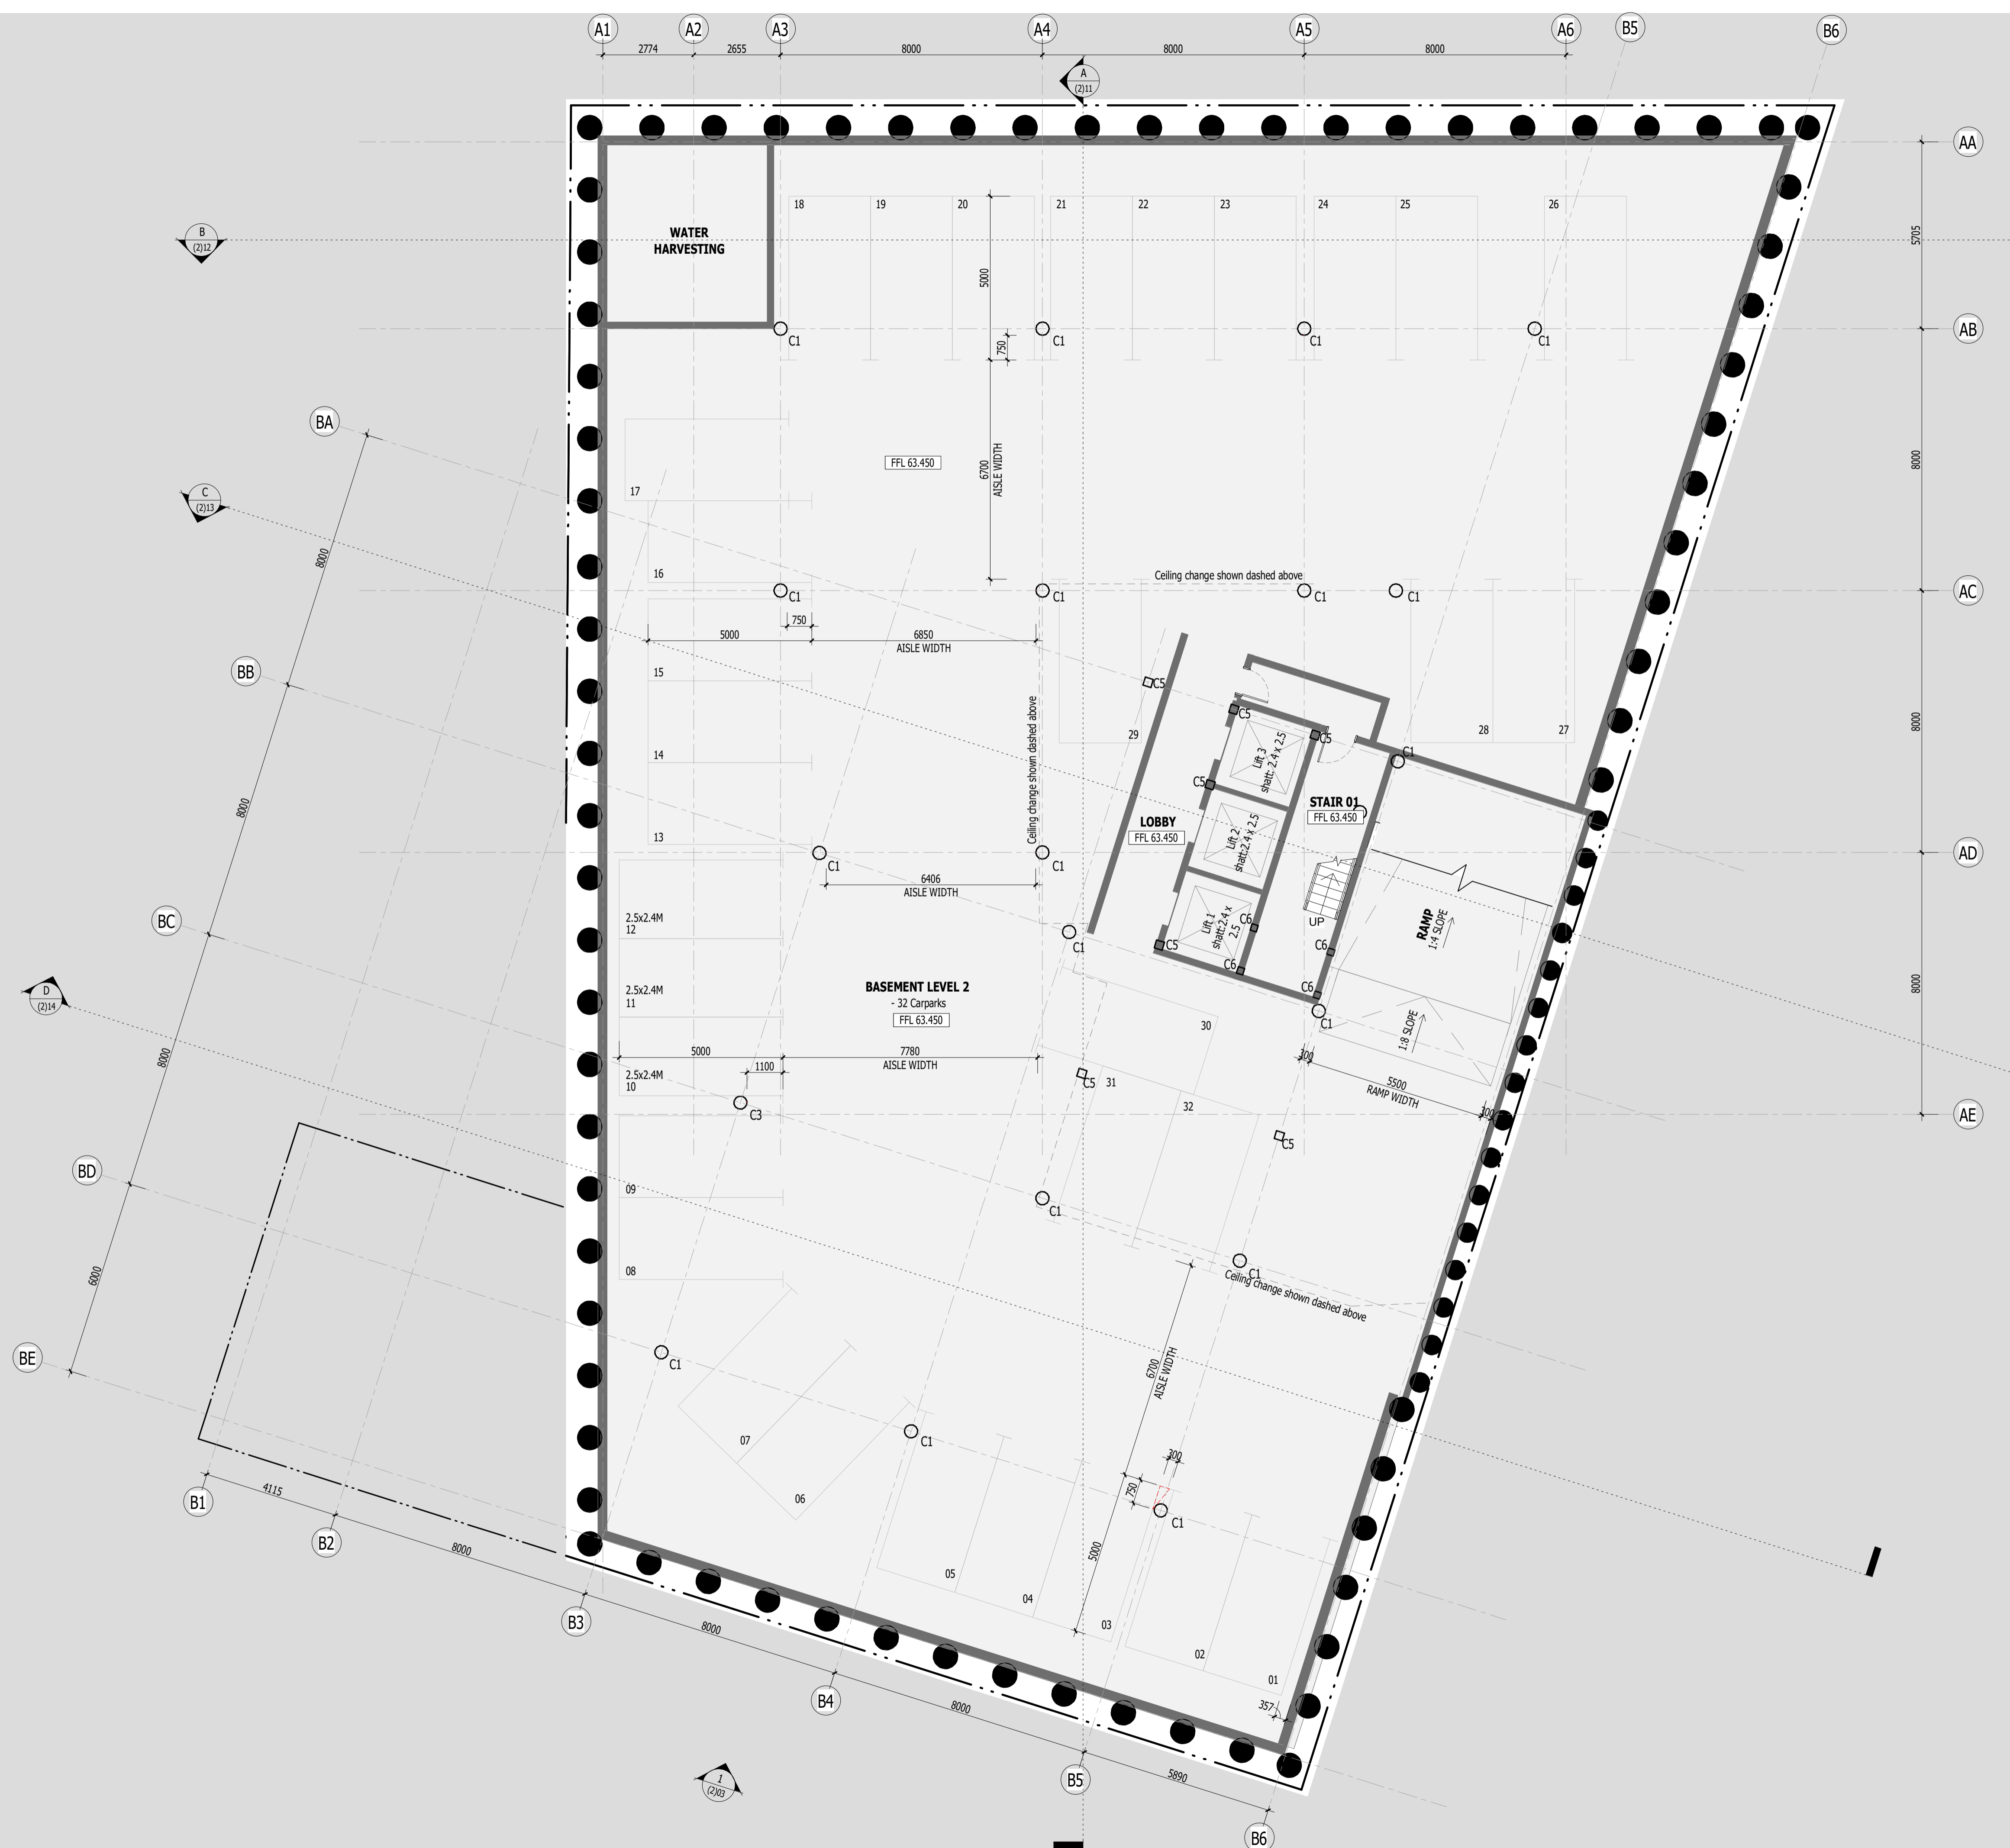 A1
A2
A3
A4
A5
A6
B5
B6
2774
2655
8000
8000
8000
A
(2)11
AA
5705
AB
8000
AC
8000
AD
8000
AE
B
(2)12
WATER
HARVESTING
18
19
20
21
22
23
24
25
26
5000
750
C1
C1
C1
C1
BA
8000
BB
8000
BC
8000
BD
6000
BE
C
(2)13
FFL 63.450
6700
AISLE WIDTH
17
16
Ceiling change shown dashed above
C1
C1
C1
C1
750
5000
6850
AISLE WIDTH
15
14
13
Ceiling change shown dashed above
29
28
27
C5
C5
C5
C1
Lift 3
shatt: 2.4 x 2.5
C5
STAIR 01
FFL 63.450
LOBBY
FFL 63.450
Lift 2
shatt:2.4 x 2.5
C1
C1
6406
AISLE WIDTH
2.5x2.4M
12
C1
Lift 1
shatt:2.4 x
2.5
C5
C6
C6
C6
C6
UP
RAMP
1:4 SLOPE
1:8 SLOPE
C1
D
(2)14
BASEMENT LEVEL 2
- 32 Carparks
FFL 63.450
2.5x2.4M
11
30
5000
7780
AISLE WIDTH
1100
300
5500
RAMP WIDTH
300
2.5x2.4M
10
C3
C5
31
32
C5
09
C1
08
C1
Ceiling change shown dashed above
C1
6700
AISLE WIDTH
07
C1
06
300
750
C1
5000
05
04
03
02
01
357
B1
4115
B2
8000
B3
8000
B4
8000
B5
5890
B6
1
(2)03